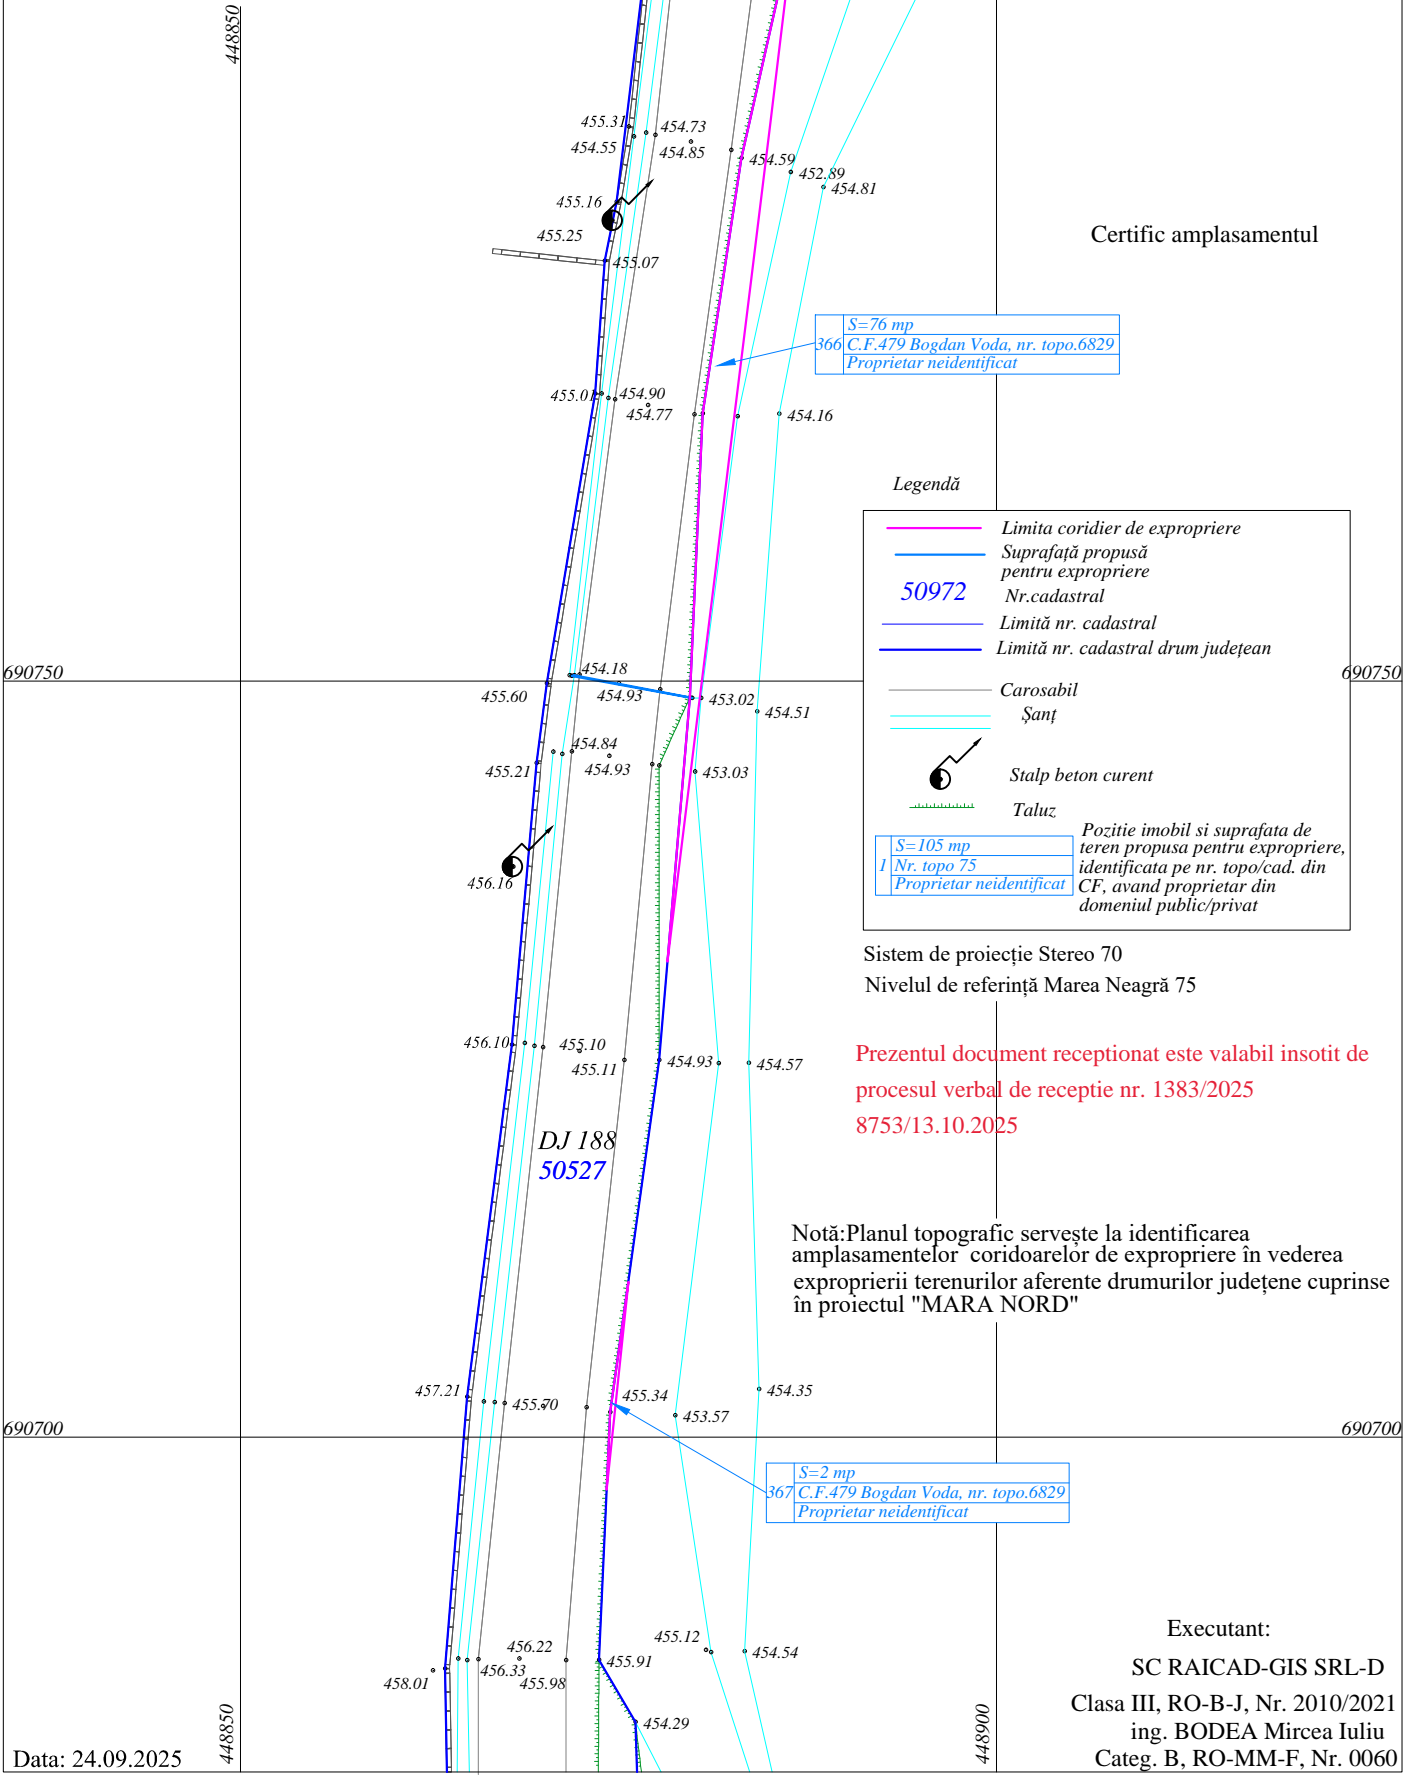 448850
455.31
454.55
454.73
454.85
454.59
452.89
454.81
455.16
455.25
455.07
Certific amplasamentul
S=76 mp
366 C.F.479 Bogdan Voda, nr. topo.6829
Proprietar neidentificat
455.01
454.90
454.77
454.16
Legendă
Limita coridier de expropriere
Suprafață propusă
pentru expropriere
50972 Nr.cadastral
Limită nr. cadastral
Limită nr. cadastral drum județean
Carosabil
Șanț
Stalp beton curent
Taluz
S=105 mp
1 Nr. topo 75
Proprietar neidentificat
Pozitie imobil si suprafata de
teren propusa pentru expropriere,
identificata pe nr. topo/cad. din
CF, avand proprietar din
domeniul public/privat
690750
690750
454.18
455.60
454.93
453.02
454.51
454.84
455.21
454.93
453.03
456.16
Sistem de proiecție Stereo 70
Nivelul de referință Marea Neagră 75
456.10
455.10
455.11
454.93
454.57
Prezentul document receptionat este valabil insotit de
procesul verbal de receptie nr. 1383/2025
8753/13.10.2025
DJ 188
50527
Notă:Planul topografic servește la identificarea
amplasamentelor coridoarelor de expropriere în vederea
exproprierii terenurilor aferente drumurilor județene cuprinse
în proiectul "MARA NORD"
457.21
455.70
455.34
453.57
454.35
690700
690700
S=2 mp
367 C.F.479 Bogdan Voda, nr. topo.6829
Proprietar neidentificat
458.01
456.33
456.22
455.98
455.91
455.12
454.54
454.29
448850
448900
Executant:
SC RAICAD-GIS SRL-D
Clasa III, RO-B-J, Nr. 2010/2021
ing. BODEA Mircea Iuliu
Categ. B, RO-MM-F, Nr. 0060
Data: 24.09.2025